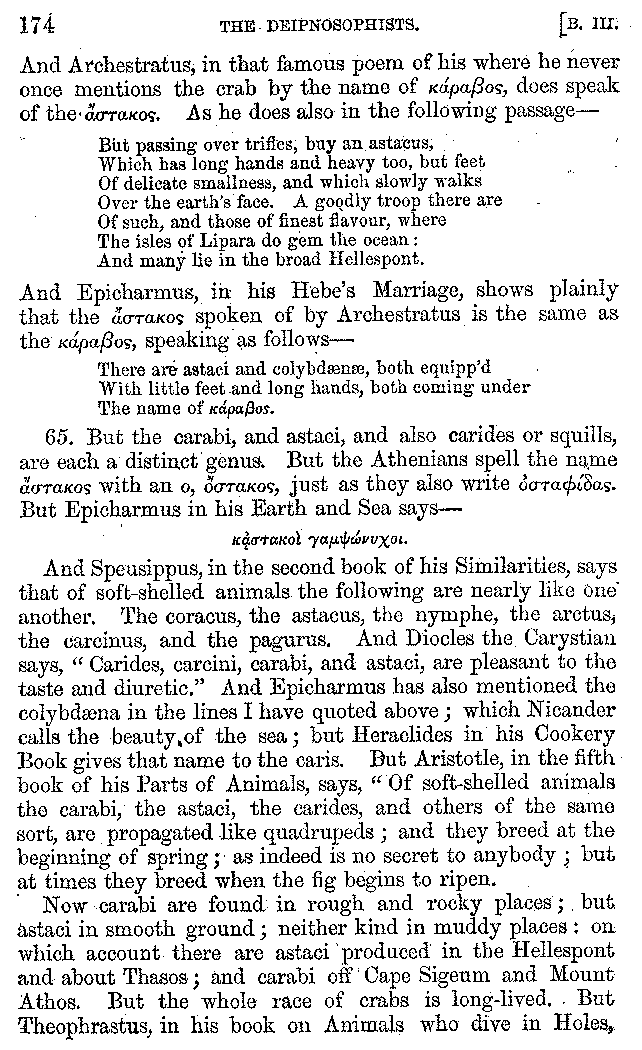 174 THE DEIPNOSOPHISTS. [B. III.
And Archestratus, in that famous poem of his where he never
once mentions the crab by the name of κάραβος, does speak
of the ἄστακος. As he does also in the following passage—
But passing over trifles, buy an astacus,
Which has long hands and heavy too, but feet
Of delicate smallness, and which slowly walks
Over the earth's face. A goodly troop there are
Of such, and those of finest flavour, where
The isles of Lipara do gem the ocean:
And many lie in the broad Hellespont.
And Epicharmus, in his Hebe's Marriage, shows plainly
that the ἄστακος spoken of by Archestratus is the same as
the κάραβος, speaking as follows—
There are astaci and colybdænæ, both equipp'd
With little feet and long hands, both coming under
The name of κάραβος.
65. But the carabi, and astaci, and also carides or squills,
are each a distinct genus. But the Athenians spell the name
ἄστακος with an o, ὄστακος, just as they also write ὀσταφίδας.
But Epicharmus in his Earth and Sea says—
κᾀστακοὶ γαμψώνυχοι.
And Speusippus, in the second book of his Similarities, says
that of soft-shelled animals the following are nearly like one
another. The coracus, the astacus, the nymphe, the arctus,
the carcinus, and the pagurus. And Diocles the Carystian
says, " Carides, carcini, carabi, and astaci, are pleasant to the
taste and diuretic." And Epicharmus has also mentioned the
colybdæna in the lines I have quoted above; which Nicander
calls the beauty of the sea; but Heraclides in his Cookery
Book gives that name to the caris. But Aristotle, in the fifth
book of his Parts of Animals, says, " Of soft-shelled animals
the carabi, the astaci, the carides, and others of the same
sort, are propagated like quadrupeds; and they breed at the
beginning of spring; as indeed is no secret to anybody; but
at times they breed when the fig begins to ripen.
Now carabi are found in rough and rocky places; but
astaci in smooth ground; neither kind in muddy places: on
which account there are astaci produced in the Hellespont
and about Thasos; and carabi off Cape Sigeum and Mount
Athos. But the whole race of crabs is long-lived. But
Theophrastus, in his book on Animals who dive in Holes,